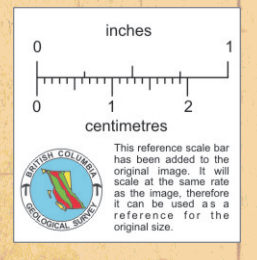 inches
0 1
0 1 2
centimetres
BRITISH COLUMBIA
GEOLOGICAL SURVEY
This reference scale bar
has been added to the
original image. It will
scale at the same rate
as the image, therefore
it can be used as a
reference for the
original size.